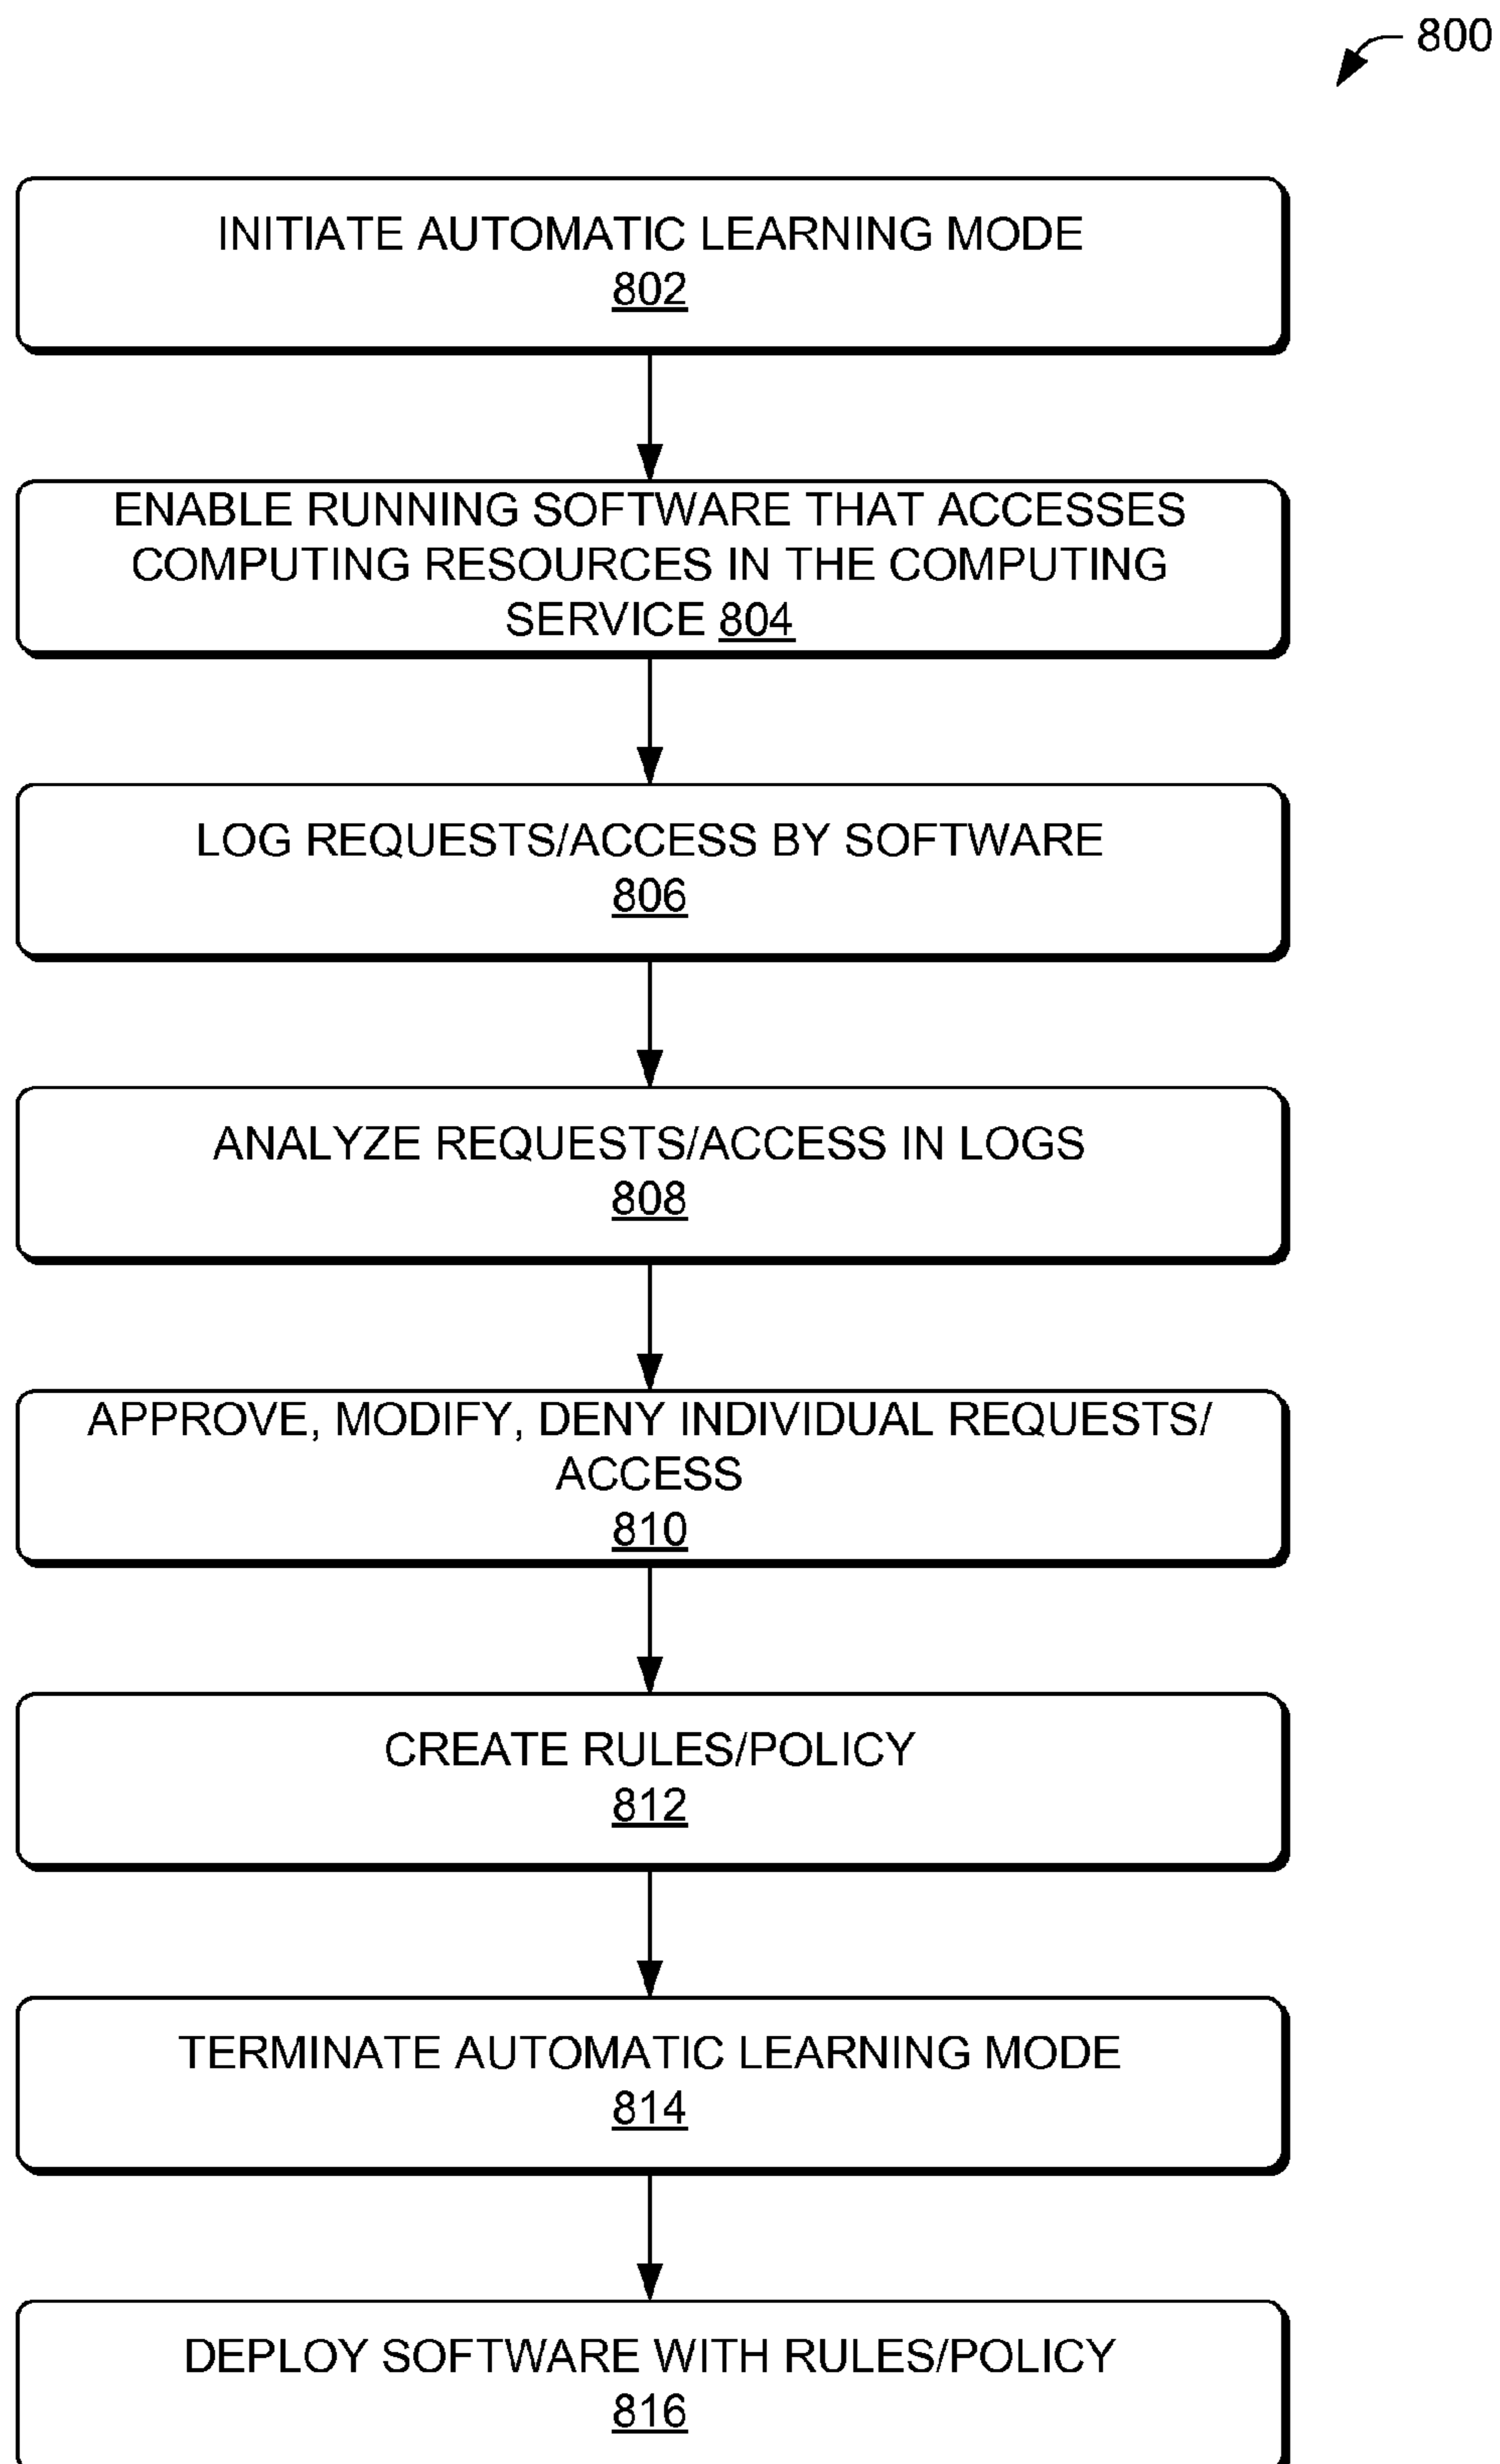 800
INITIATE AUTOMATIC LEARNING MODE
802
ENABLE RUNNING SOFTWARE THAT ACCESSES
COMPUTING RESOURCES IN THE COMPUTING
SERVICE 804
LOG REQUESTS/ACCESS BY SOFTWARE
806
ANALYZE REQUESTS/ACCESS IN LOGS
808
APPROVE, MODIFY, DENY INDIVIDUAL REQUESTS/
ACCESS
810
CREATE RULES/POLICY
812
TERMINATE AUTOMATIC LEARNING MODE
814
DEPLOY SOFTWARE WITH RULES/POLICY
816